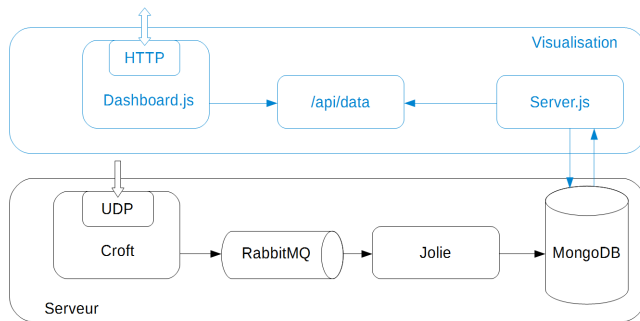 Visualisation
HTTP
Dashboard.js
/api/data
Server.js
UDP
Croft
RabbitMQ
Jolie
MongoDB
Serveur